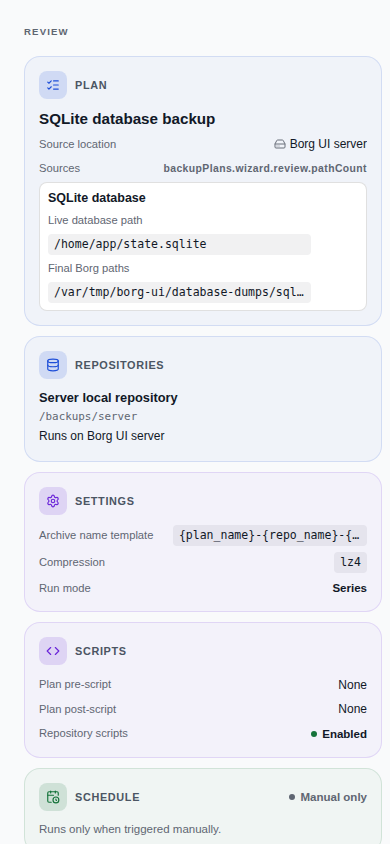 REVIEW
PLAN
SQLite database backup
Source location Borg UI server
Sources backupPlans.wizard.review.pathCount
SQLite database
Live database path
/home/app/state.sqlite
Final Borg paths
/var/tmp/borg-ui/database-dumps/sql…
REPOSITORIES
Server local repository
/backups/server
Runs on Borg UI server
SETTINGS
Archive name template {plan_name}-{repo_name}-{…
Compression lz4
Run mode Series
SCRIPTS
Plan pre-script None
Plan post-script None
Repository scripts Enabled
SCHEDULE Manual only
Runs only when triggered manually.